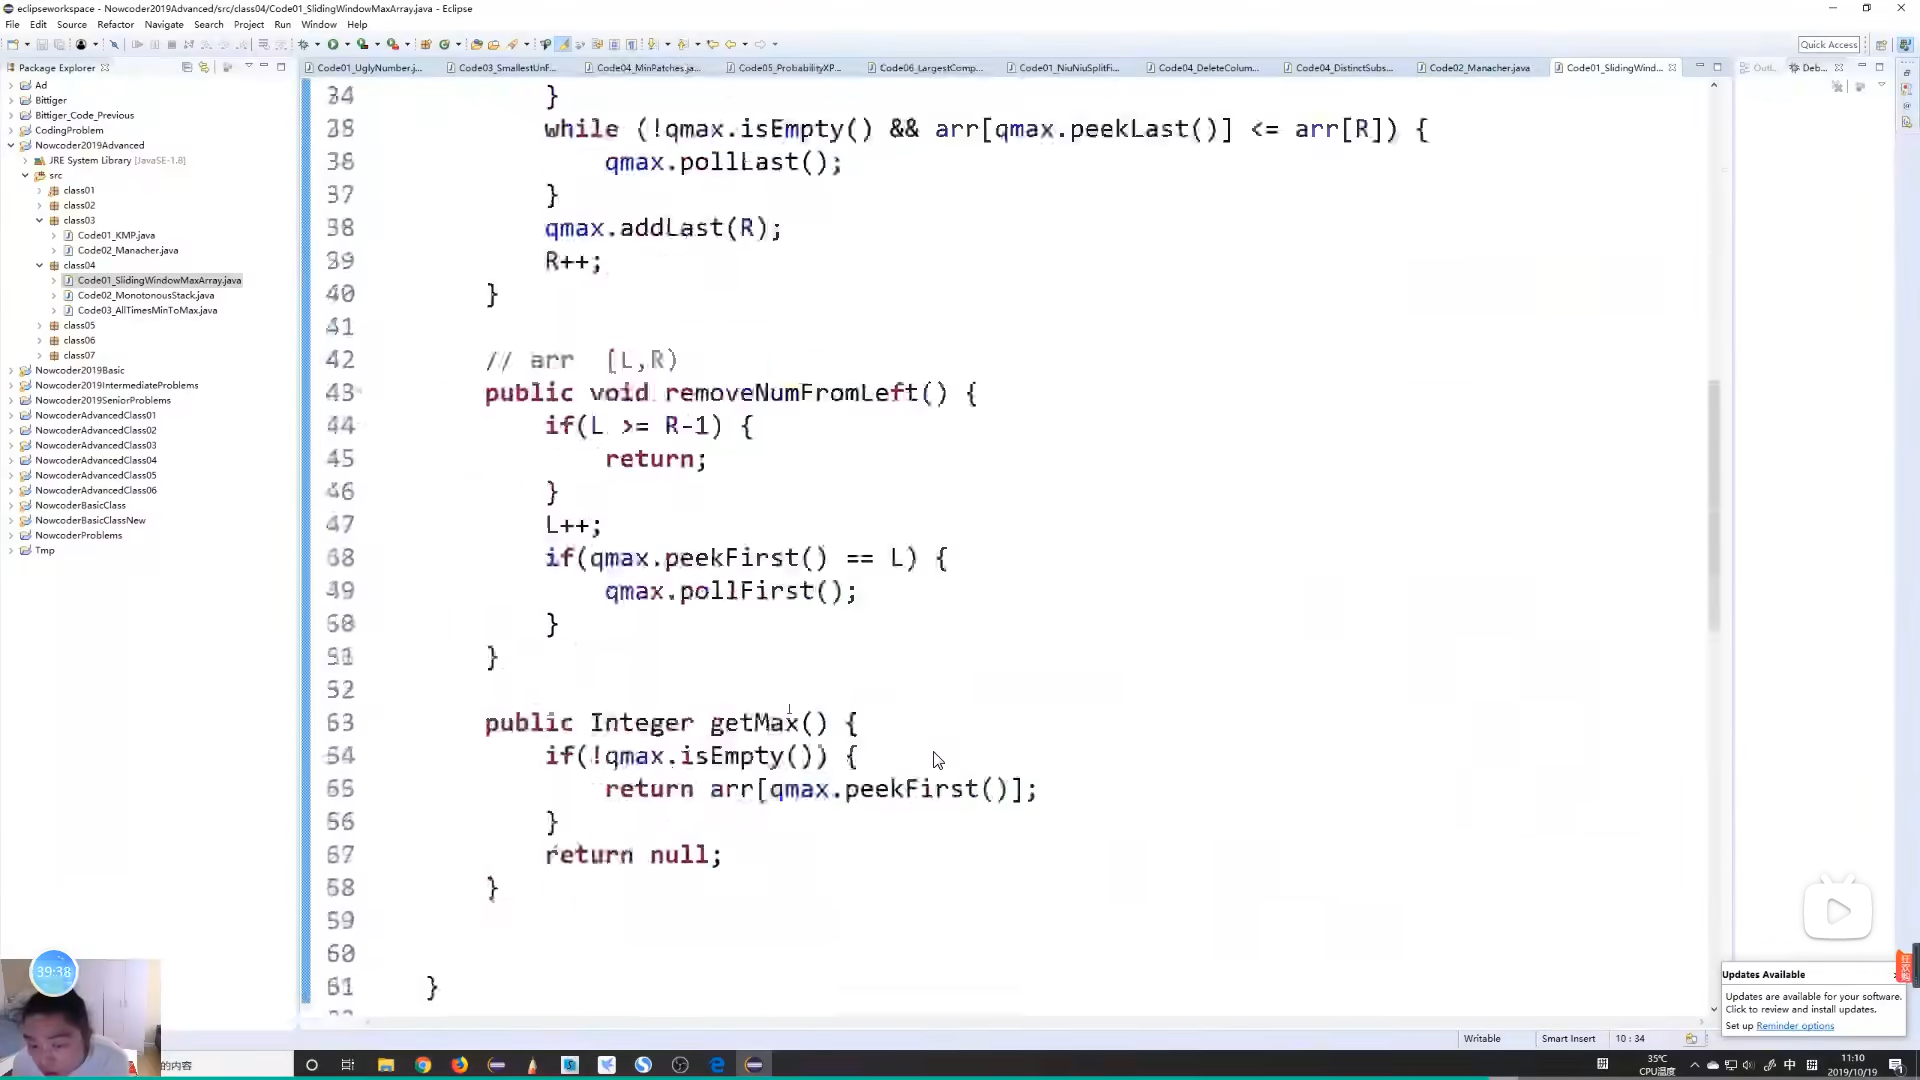 eclipseworkspace - Nowcoder2019Advanced/src/class04/Code01_SlidingWindowMaxArray.java - Eclipse
File Edit Source Refactor Navigate Search Project Run Window Help
Quick Access
Package Explorer
Code01_UglyNumber.j... Code03_SmallestUnF... Code04_MinPatches.ja... Code05_ProbabilityXP... Code06_LargestComp... Code01_NiuNiuSplitFi... Code04_DeleteColum... Code04_DistinctSubs... Code02_Manacher.java Code01_SlidingWind... Outl... Deb...
Ad
Bittiger
Bittiger_Code_Previous
CodingProblem
Nowcoder2019Advanced
JRE System Library [JavaSE-1.8]
src
class01
class02
class03
Code01_KMP.java
Code02_Manacher.java
class04
Code01_SlidingWindowMaxArray.java
Code02_MonotonousStack.java
Code03_AllTimesMinToMax.java
class05
class06
class07
Nowcoder2019Basic
Nowcoder2019IntermediateProblems
Nowcoder2019SeniorProblems
NowcoderAdvancedClass01
NowcoderAdvancedClass02
NowcoderAdvancedClass03
NowcoderAdvancedClass04
NowcoderAdvancedClass05
NowcoderAdvancedClass06
NowcoderBasicClass
NowcoderBasicClassNew
NowcoderProblems
Tmp
34 }
35 while (!qmax.isEmpty() && arr[qmax.peekLast()] <= arr[R]) {
36 qmax.pollLast();
37 }
38 qmax.addLast(R);
39 R++;
40 }
41
42 // arr [L,R)
43 public void removeNumFromLeft() {
44 if(L >= R-1) {
45 return;
46 }
47 L++;
48 if(qmax.peekFirst() == L) {
49 qmax.pollFirst();
50 }
51 }
52
53 public Integer getMax() {
54 if(!qmax.isEmpty()) {
55 return arr[qmax.peekFirst()];
56 }
57 return null;
58 }
59
60
61 }
39:38
Updates Available
Updates are available for your software.
Click to review and install updates.
Set up Reminder options
Writable Smart Insert 10 : 34
的内容
35℃
CPU温度
中
11:10
2019/10/19